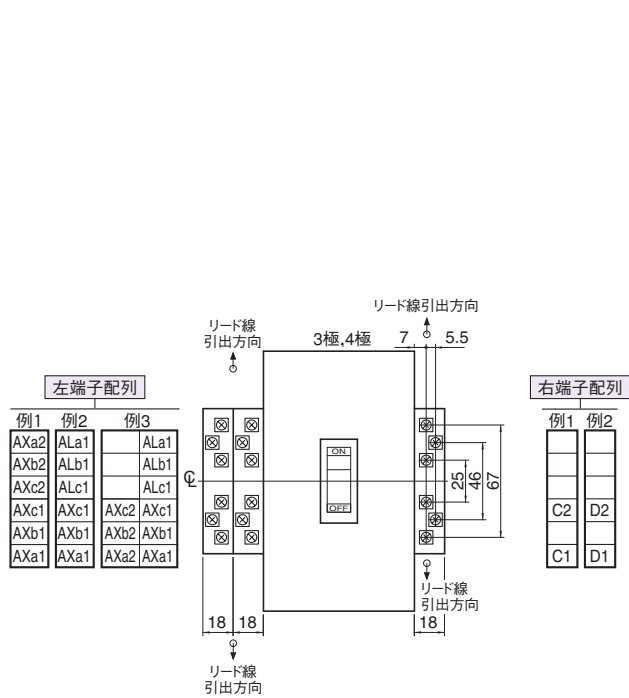 リード線引出方向
リード線
引出方向
3極,4極
7
5.5
左端子配列
例1 例2 例3
AXa2 ALa1 ALa1
AXb2 ALb1 ALb1
AXc2 ALc1 ALc1
AXc1 AXc1 AXc2 AXc1
AXb1 AXb1 AXb2 AXb1
AXa1 AXa1 AXa2 AXa1
℄
ON
OFF
25
46
67
右端子配列
例1 例2
C2 D2
C1 D1
リード線
引出方向
18 18
18
リード線
引出方向